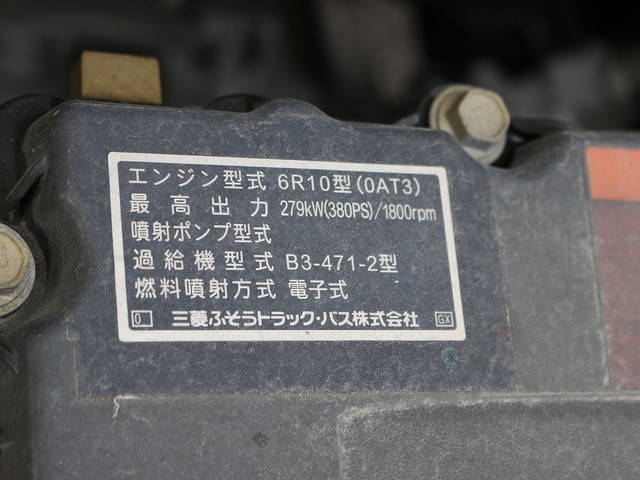 エンジン型式 6R10型(0AT3)
最高出力 279kW(380PS)/1800rpm
噴射ポンプ型式
過給機型式 B3-471-2型
燃料噴射方式 電子式
0 三菱ふそうトラック・バス株式会社 GX